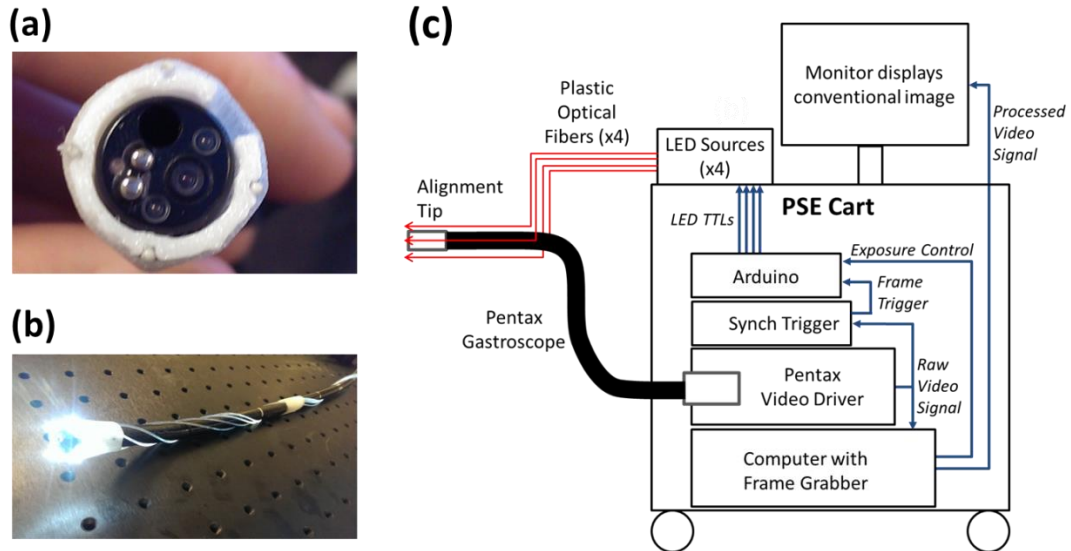 (a)
(b)
(c)
Plastic
Optical
Fibers (x4)
Alignment
Tip
Pentax
Gastroscope
LED Sources
(x4)
Monitor displays
conventional image
Processed
Video
Signal
PSE Cart
LED TTLs
Exposure Control
Arduino
Frame
Trigger
Synch Trigger
Pentax
Video Driver
Raw
Video
Signal
Computer with
Frame Grabber